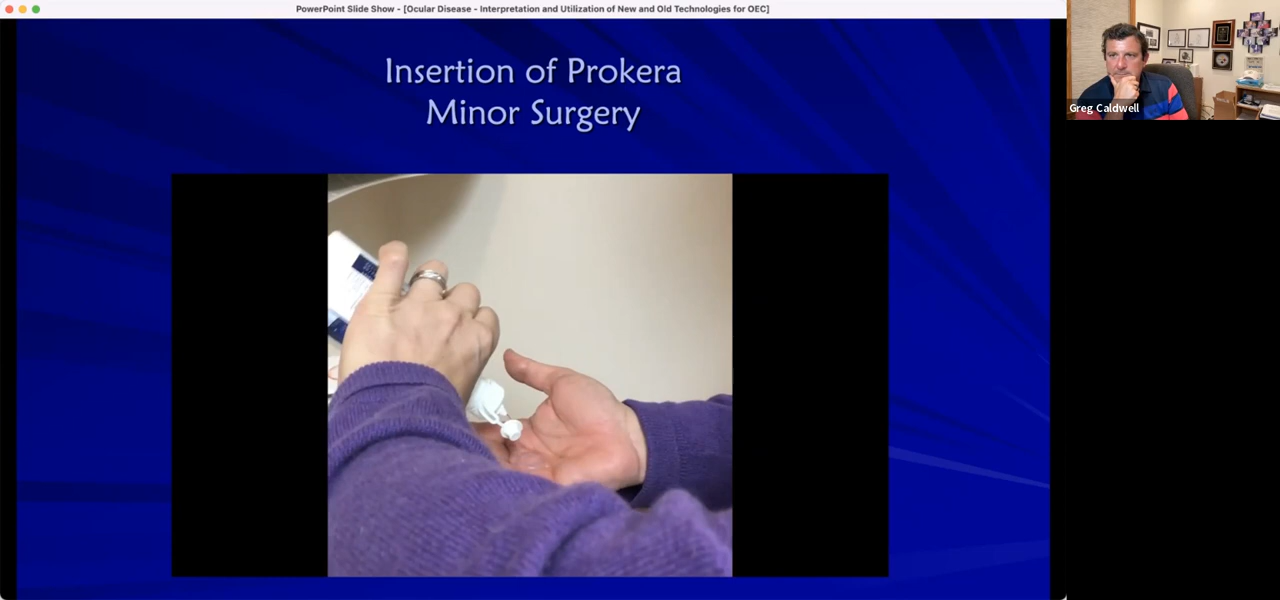 PowerPoint Slide Show - [Ocular Disease - Interpretation and Utilization of New and Old Technologies for OEC]
Insertion of Prokera
Minor Surgery
Greg Caldwell